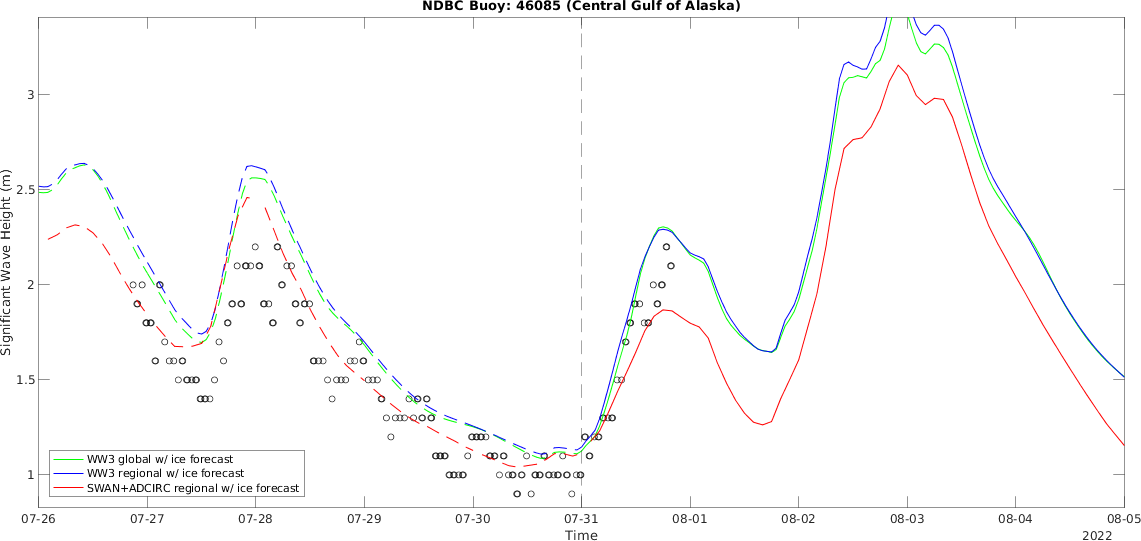 NDBC Buoy: 46085 (Central Gulf of Alaska)
Significant Wave Height (m)
3
2.5
2
1.5
1
WW3 global w/ ice forecast
WW3 regional w/ ice forecast
SWAN+ADCIRC regional w/ ice forecast
07-26 07-27 07-28 07-29 07-30 07-31 08-01 08-02 08-03 08-04 08-05
Time
2022